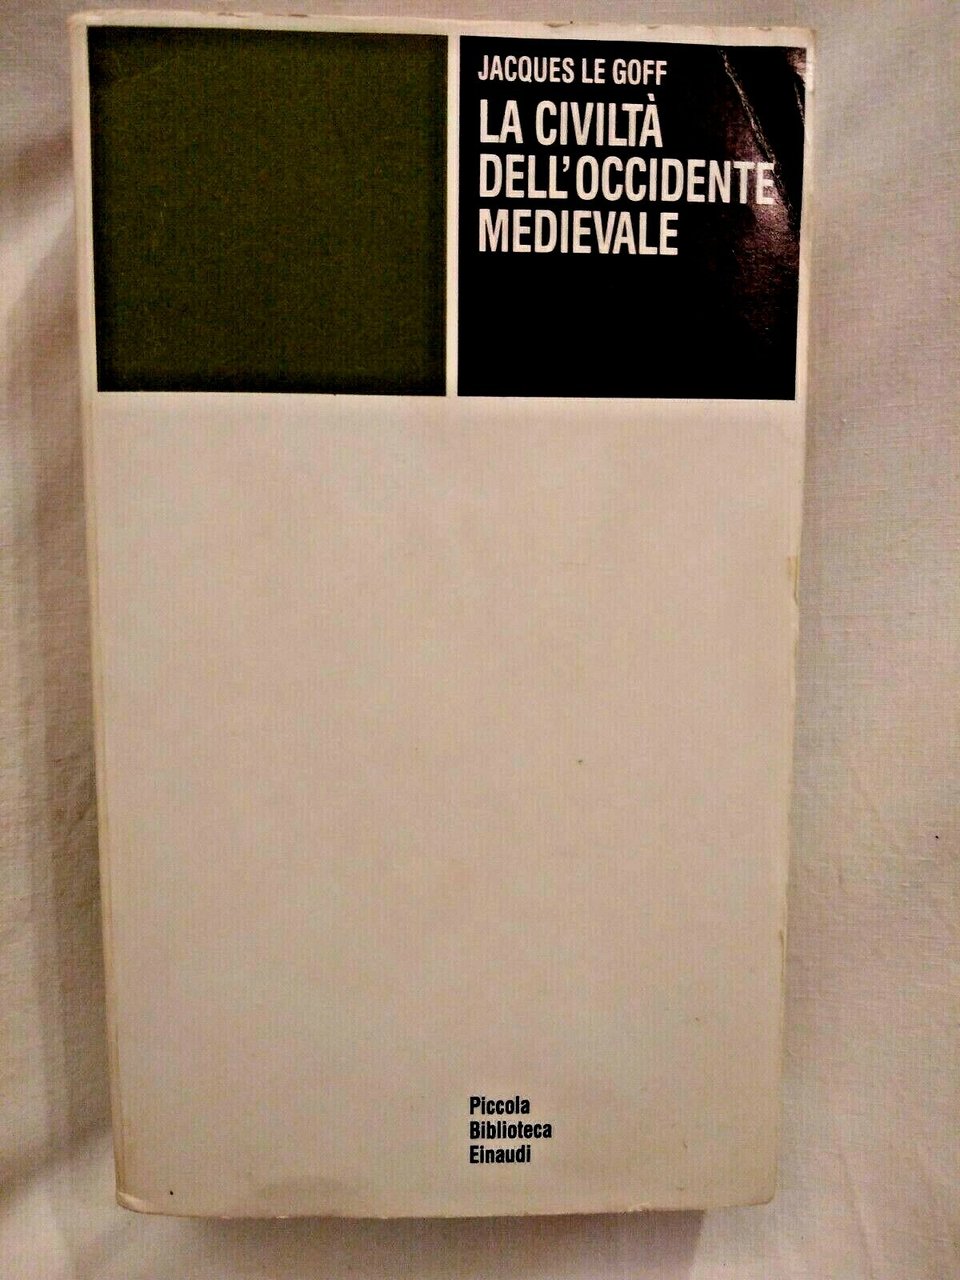 JACQUES LE GOFF
LA CIVILTÀ
DELL'OCCIDENTE
MEDIEVALE
Piccola
Biblioteca
Einaudi